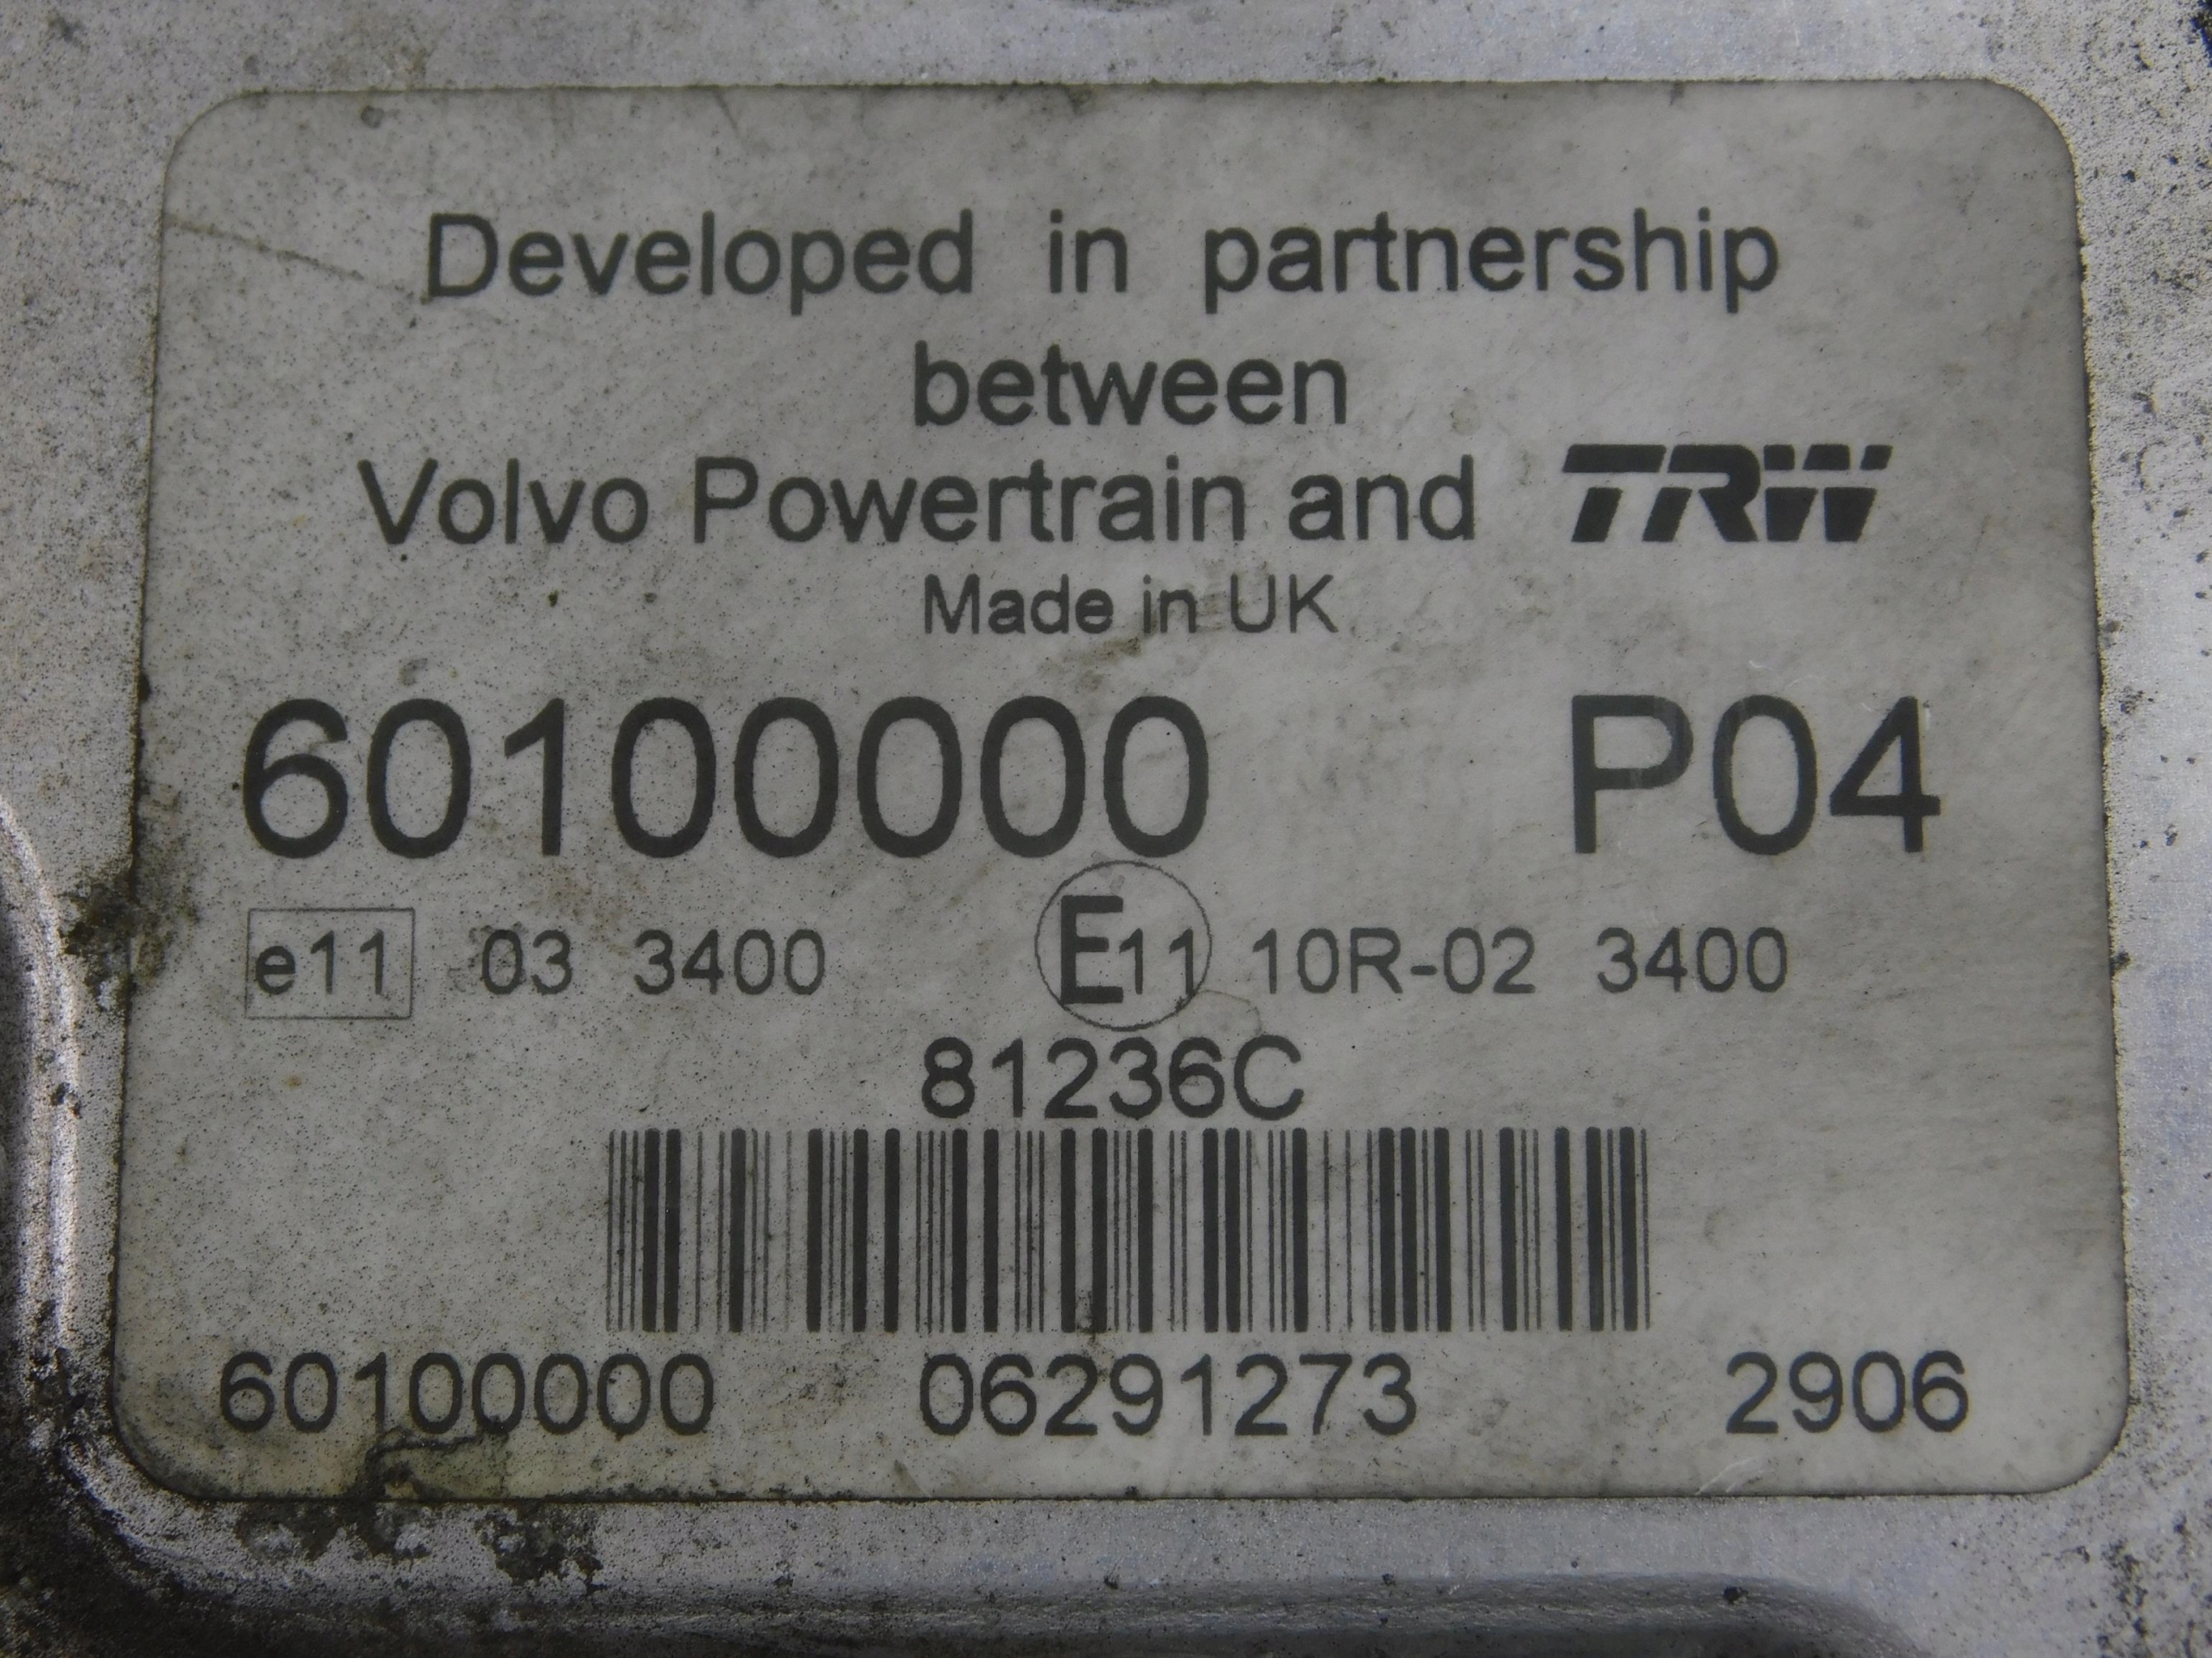 Developed in partnership
between
Volvo Powertrain and TRW
Made in UK
60100000 P04
e11 03 3400 E11 10R-02 3400
81236C
60100000 06291273 2906